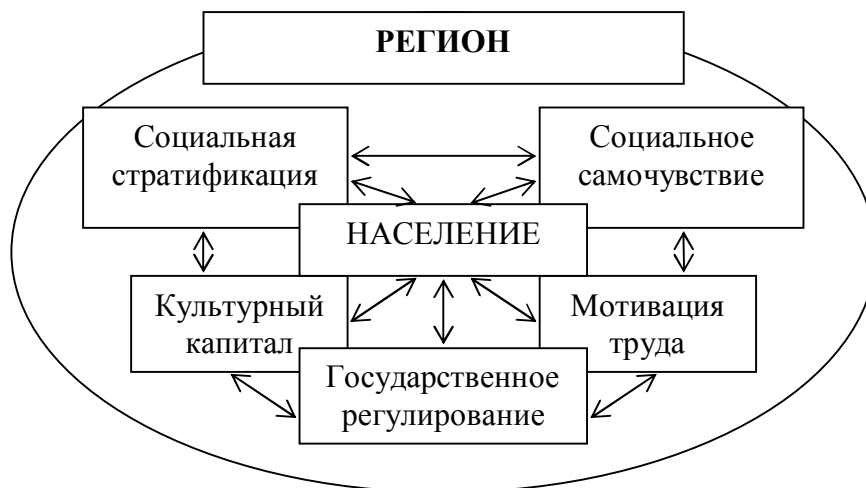 РЕГИОН
Социальная
стратификация
Социальное
самочувствие
НАСЕЛЕНИЕ
Культурный
капитал
Мотивация
труда
Государственное
регулирование